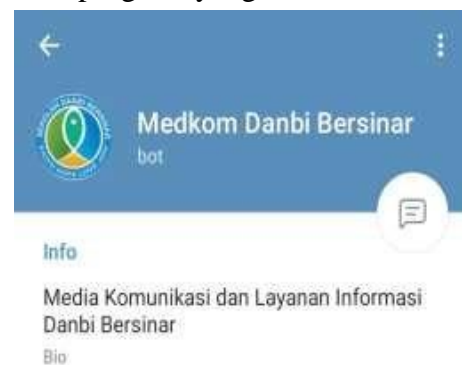 Medkom Danbi Bersinar
bot
Info
Media Komunikasi dan Layanan Informasi
Danbi Bersinar
Bio